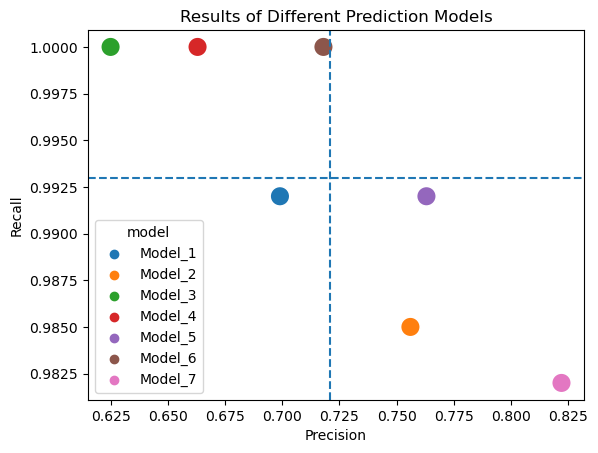 Results of Different Prediction Models
1.0000
0.9975
0.9950
0.9925
0.9900
0.9875
0.9850
0.9825
Recall
model
Model_1
Model_2
Model_3
Model_4
Model_5
Model_6
Model_7
0.625 0.650 0.675 0.700 0.725 0.750 0.775 0.800 0.825
Precision